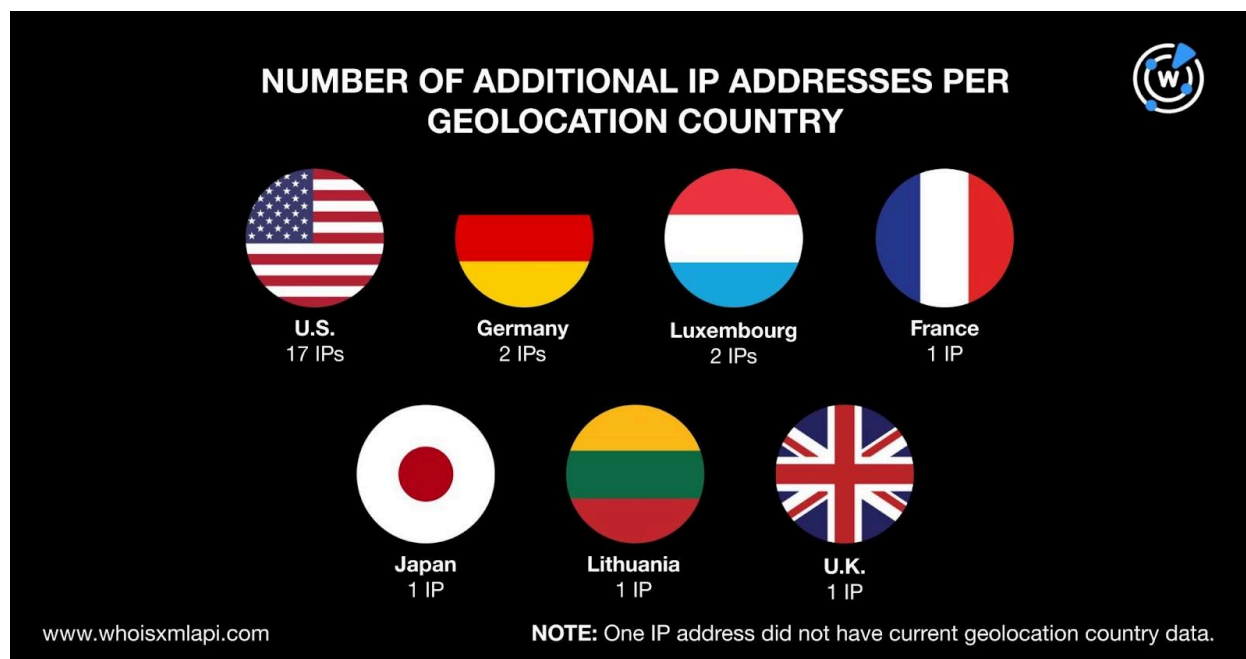 NUMBER OF ADDITIONAL IP ADDRESSES PER
GEOLOCATION COUNTRY
W
U.S.
17 IPs
Germany
2 IPs
Luxembourg
2 IPs
France
1 IP
Japan
1 IP
Lithuania
1 IP
U.K.
1 IP
www.whoisxmlapi.com
NOTE: One IP address did not have current geolocation country data.